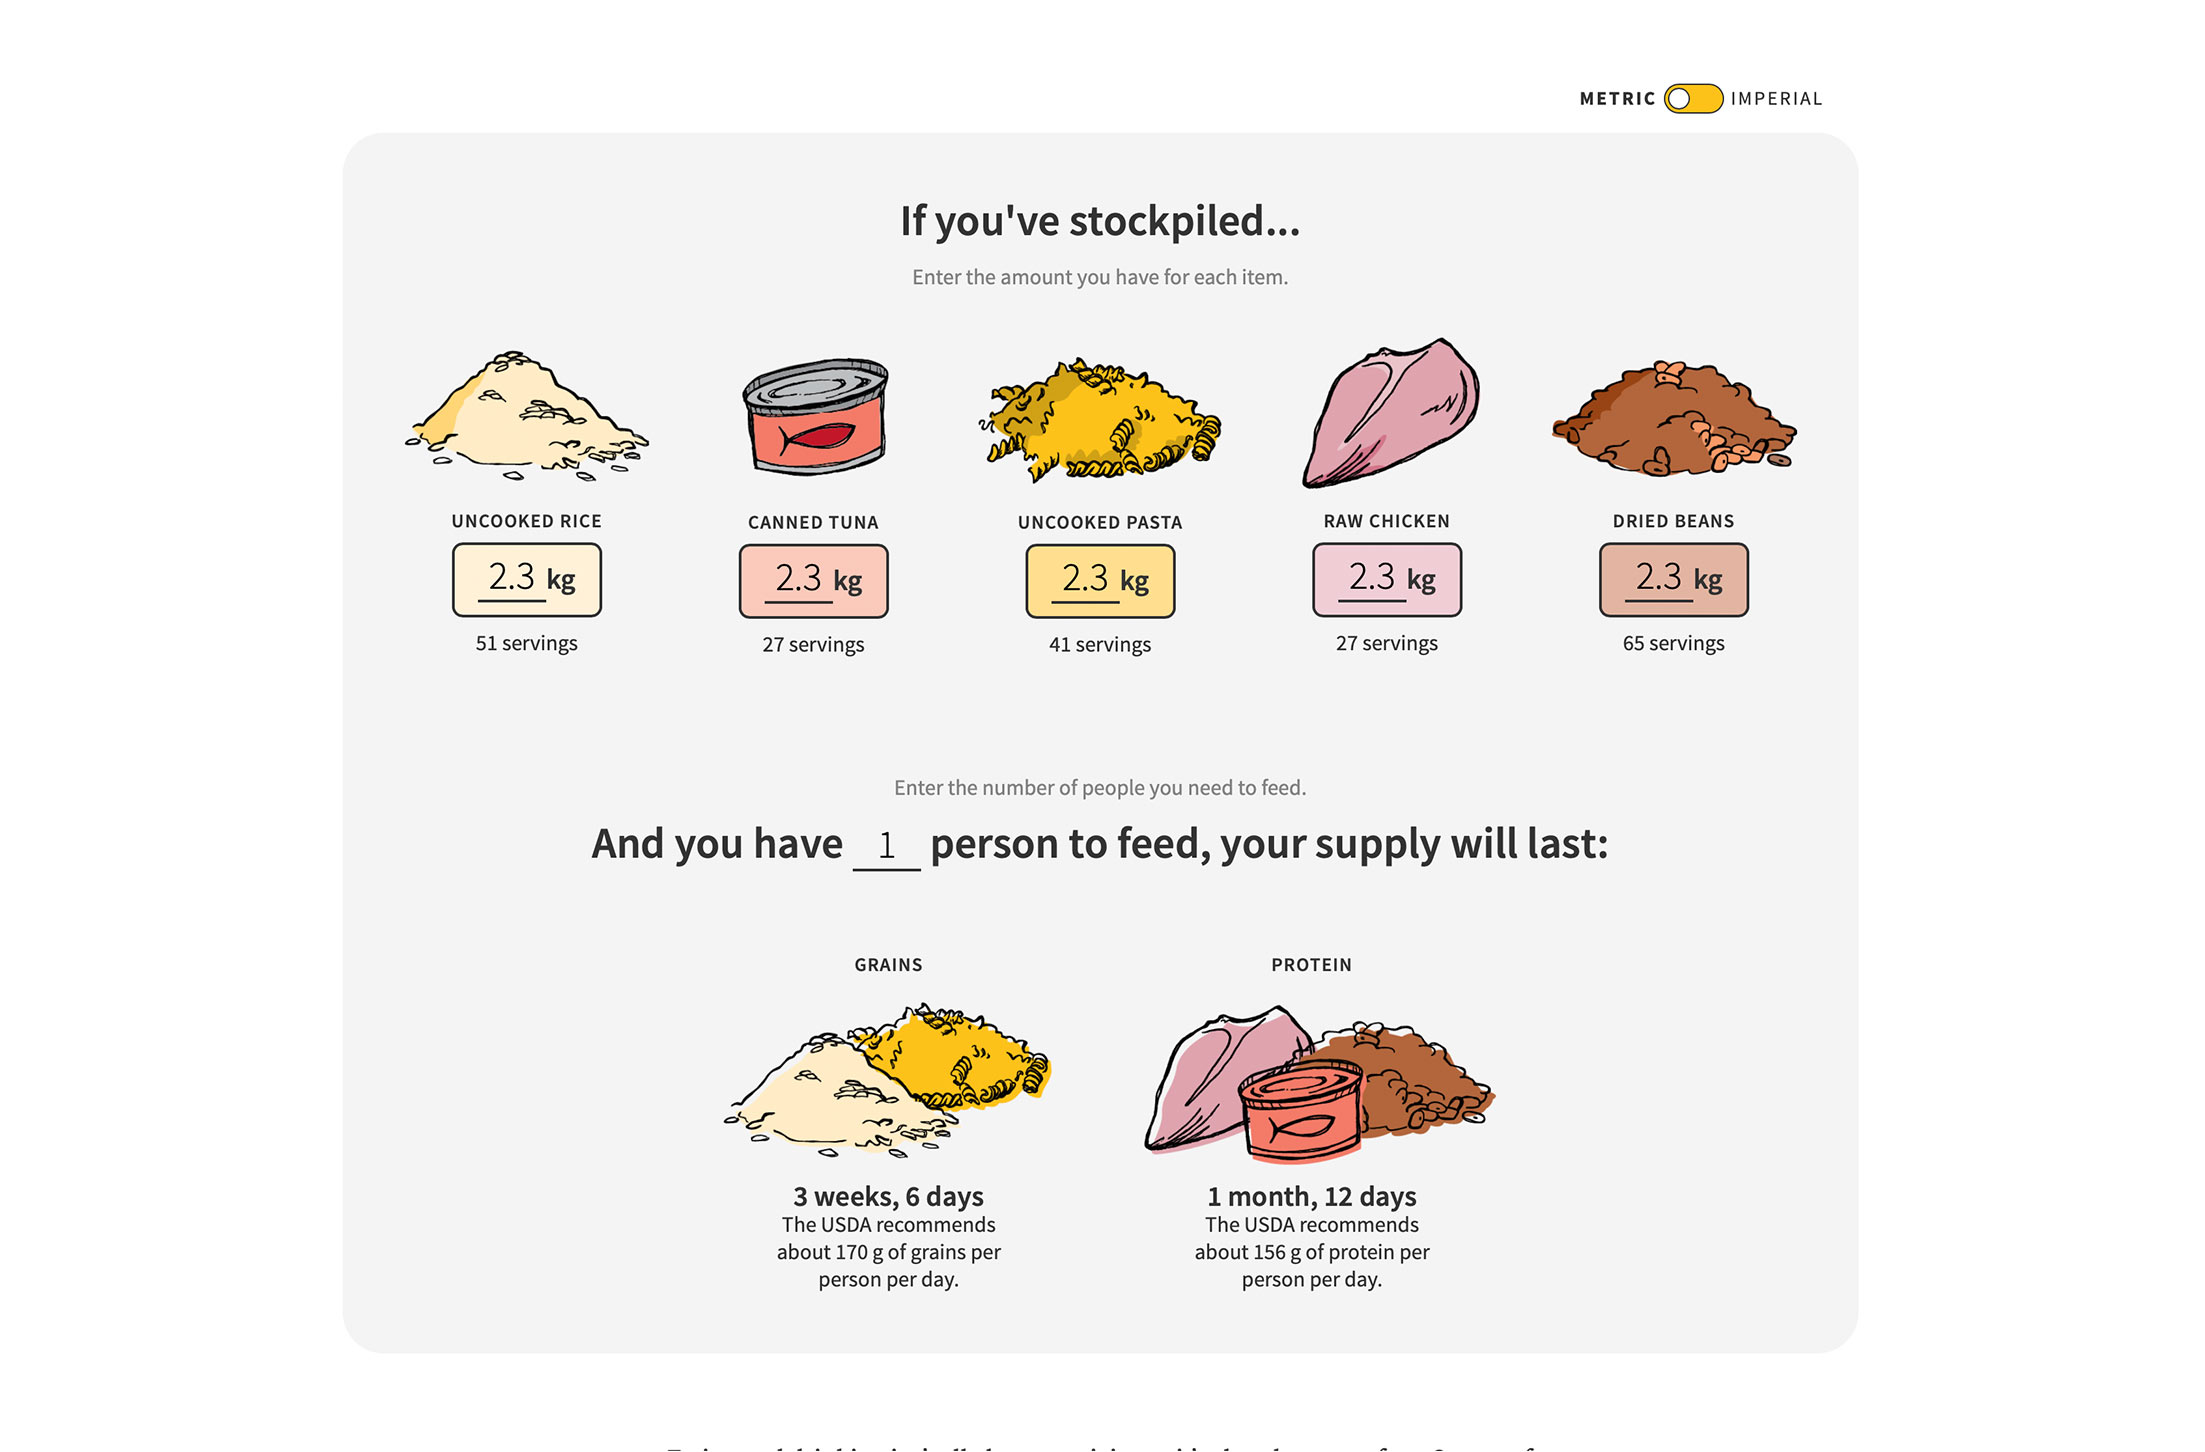 METRIC IMPERIAL
If you've stockpiled...
Enter the amount you have for each item.
UNCOOKED RICE
2.3 kg
51 servings
CANNED TUNA
2.3 kg
27 servings
UNCOOKED PASTA
2.3 kg
41 servings
RAW CHICKEN
2.3 kg
27 servings
DRIED BEANS
2.3 kg
65 servings
Enter the number of people you need to feed.
And you have 1 person to feed, your supply will last:
GRAINS
3 weeks, 6 days
The USDA recommends
about 170 g of grains per
person per day.
PROTEIN
1 month, 12 days
The USDA recommends
about 156 g of protein per
person per day.